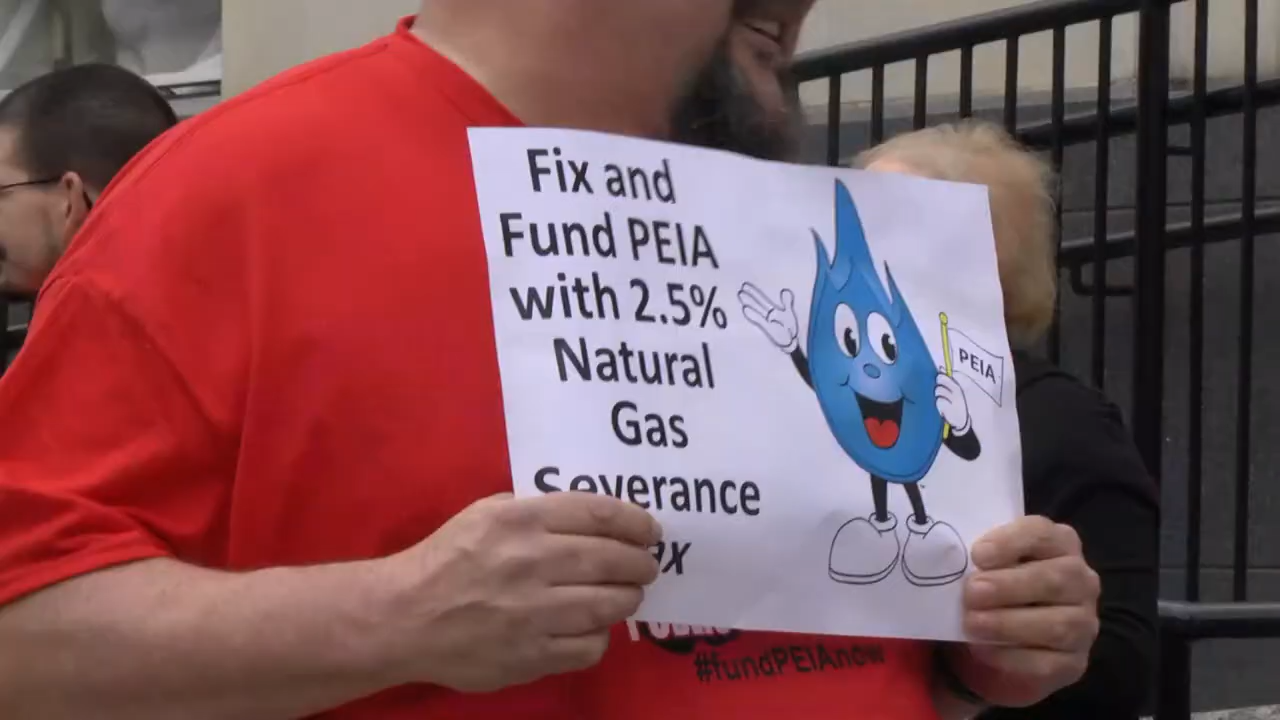 Fix and
Fund PEIA
with 2.5%
Natural
Gas
Severance
PEIA
#fundPEIAnow